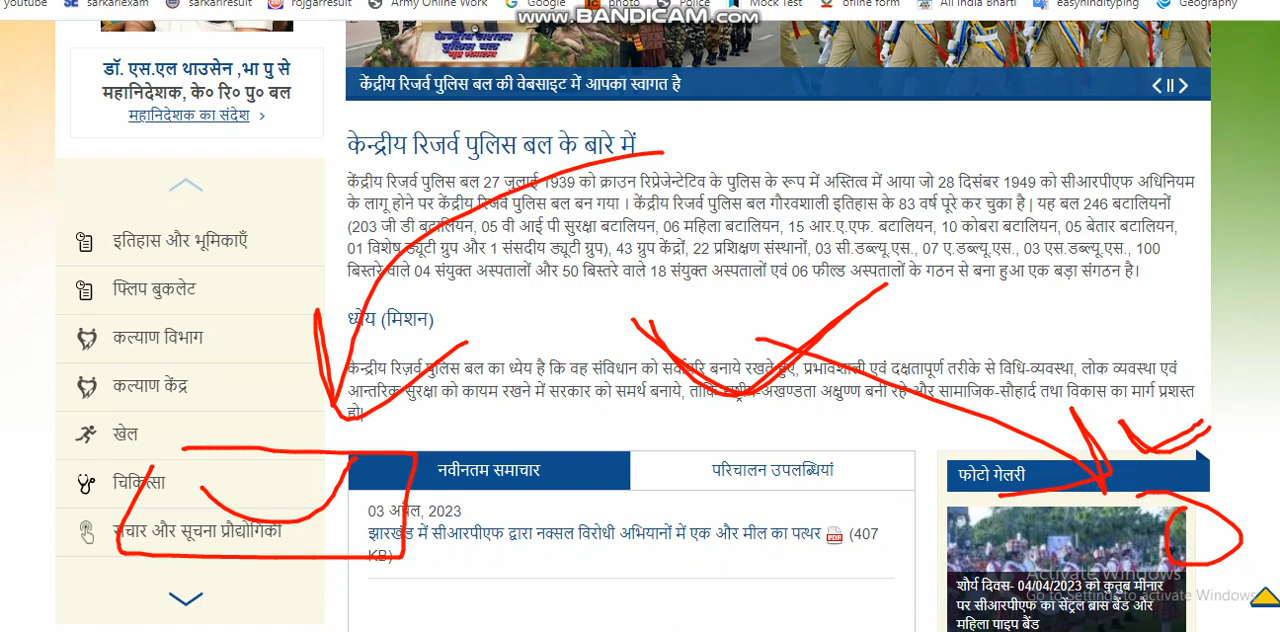 youtube SE sarkariexam sarkariresult rojgarresult Army Online Work Google photo Police Mock Test ofline form All India Bharti easyhindityping Geography
www.BANDICAM.com
डॉ. एस.एल थाउसेन ,भा पु से
महानिदेशक, के० रि० पु० बल
महानिदेशक का संदेश
केंद्रीय रिजर्व पुलिस बल की वेबसाइट में आपका स्वागत है
इतिहास और भूमिकाएँ
फ्लिप बुकलेट
कल्याण विभाग
कल्याण केंद्र
खेल
चिकित्सा
संचार और सूचना प्रौद्योगिकी
केन्द्रीय रिजर्व पुलिस बल के बारे में
केंद्रीय रिजर्व पुलिस बल 27 जुलाई 1939 को क्राउन रिप्रेजेन्टेटिव के पुलिस के रूप में अस्तित्व में आया जो 28 दिसंबर 1949 को सीआरपीएफ अधिनियम
के लागू होने पर केंद्रीय रिजर्व पुलिस बल बन गया । केंद्रीय रिजर्व पुलिस बल गौरवशाली इतिहास के 83 वर्ष पूरे कर चुका है | यह बल 246 बटालियनों
(203 जी डी बटालियन, 05 वी आई पी सुरक्षा बटालियन, 06 महिला बटालियन, 15 आर.ए.एफ. बटालियन, 10 कोबरा बटालियन, 05 बेतार बटालियन,
01 विशेष ड्यूटी ग्रुप और 1 संसदीय ड्यूटी ग्रुप), 43 ग्रुप केंद्रों, 22 प्रशिक्षण संस्थानों, 03 सी.डब्ल्यू.एस., 07 ए.डब्ल्यू.एस., 03 एस.डब्ल्यू.एस., 100
बिस्तरे वाले 04 संयुक्त अस्पतालों और 50 बिस्तरे वाले 18 संयुक्त अस्पतालों एवं 06 फील्ड अस्पतालों के गठन से बना हुआ एक बड़ा संगठन है।
ध्येय (मिशन)
केन्द्रीय रिज़र्व पुलिस बल का ध्येय है कि वह संविधान को सर्वोपरि बनाये रखते हुए, प्रभावशाली एवं दक्षतापूर्ण तरीके से विधि-व्यवस्था, लोक व्यवस्था एवं
आन्तरिक सुरक्षा को कायम रखने में सरकार को समर्थ बनाये, ताकि राष्ट्रीय-अखण्डता अक्षुण्ण बनी रहे और सामाजिक-सौहार्द तथा विकास का मार्ग प्रशस्त
हो।
नवीनतम समाचार
परिचालन उपलब्धियां
03 अप्रैल, 2023
झारखंड में सीआरपीएफ द्वारा नक्सल विरोधी अभियानों में एक और मील का पत्थर PDF (407
KB)
फोटो गेलरी
शौर्य दिवस- 04/04/2023 को कुतुब मीनार
पर सीआरपीएफ का सेंट्रल ब्रास बैंड और
महिला पाइप बैंड
Activate Windows
Go to Settings to activate Windows.